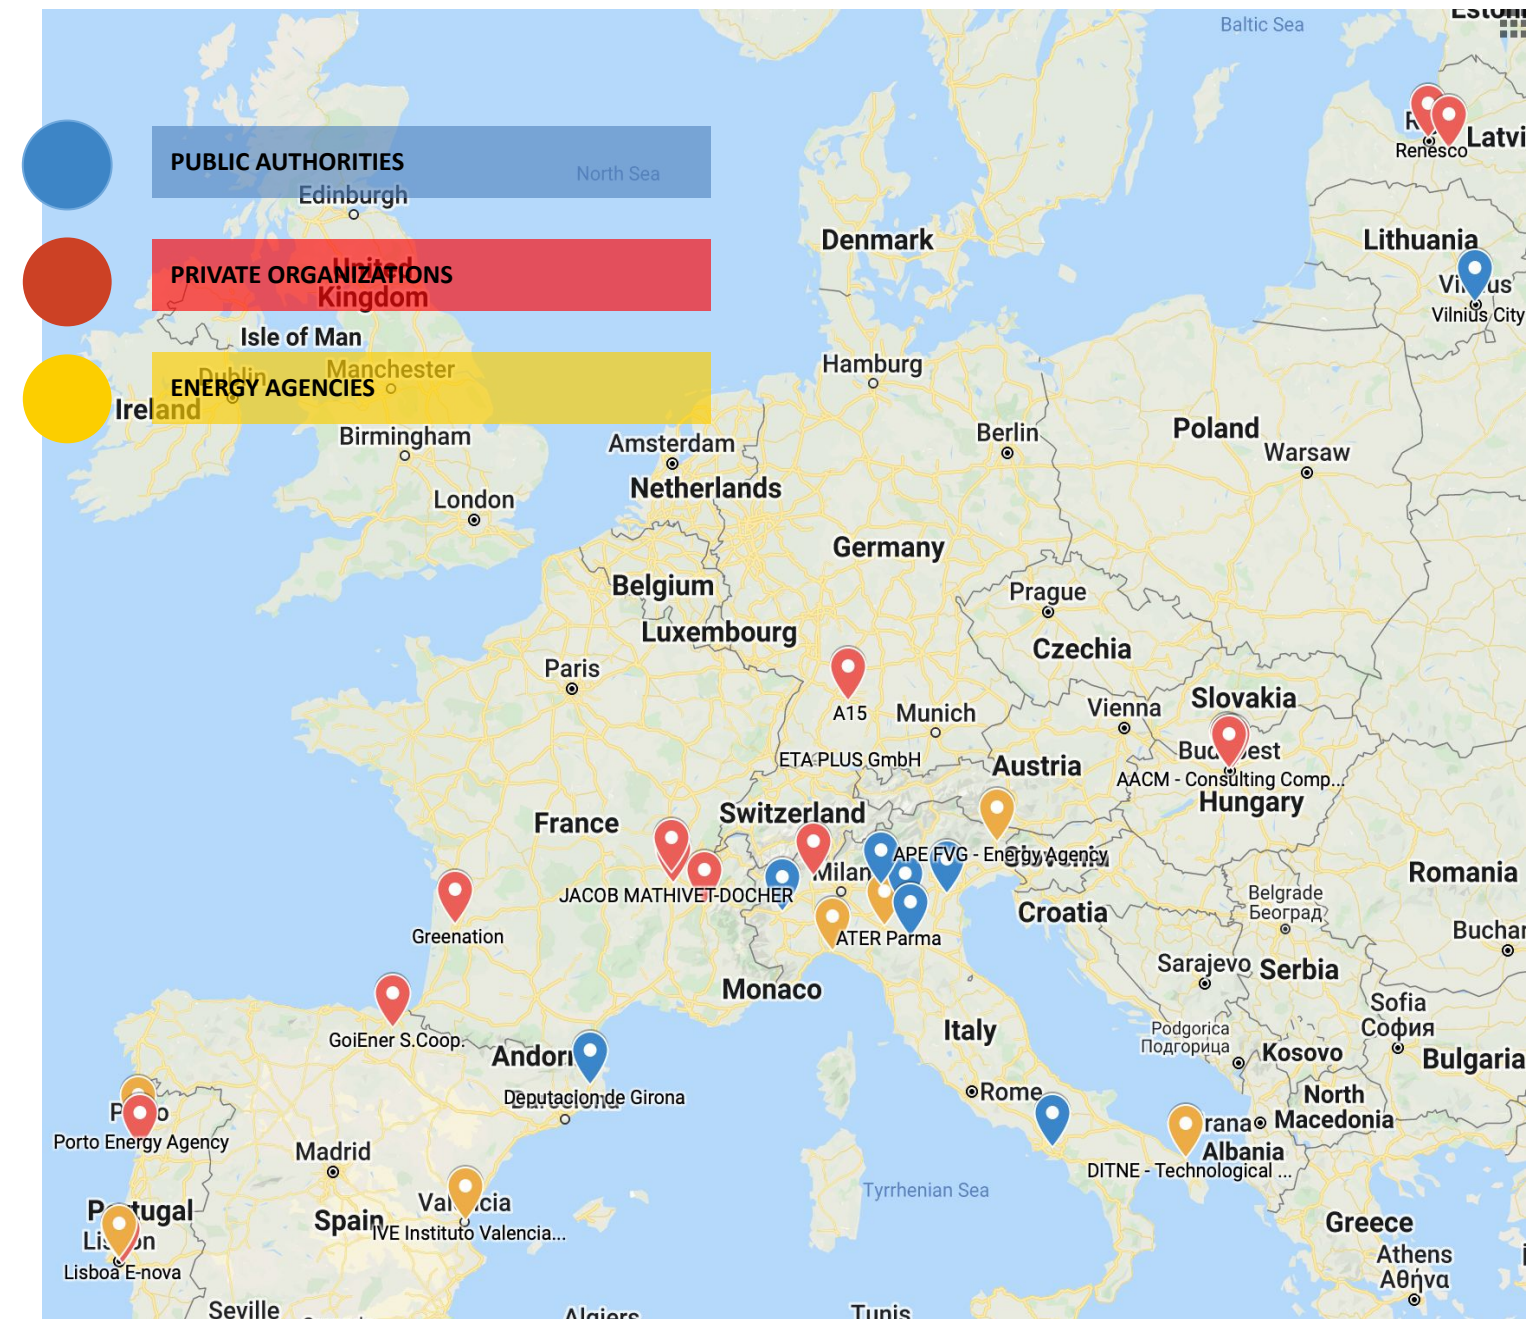 Baltic Sea
Latvi
Renesco
PUBLIC AUTHORITIES
North Sea
Edinburgh
Denmark
Lithuania
PRIVATE ORGANIZATIONS
United
Kingdom
Vilnius City
Isle of Man
Hamburg
Manchester
Dublin
ENERGY AGENCIES
Ireland
Birmingham
Amsterdam
Berlin
Poland
Warsaw
Netherlands
London
Germany
Belgium
Prague
Luxembourg
Czechia
Paris
Slovakia
A15
Munich
Vienna
ETA PLUS GmbH
Austria
AACM - Consulting Comp...
Hungary
Switzerland
France
APE FVG - Energy Agency
Slovenia
Milan
Romania
JACOB MATHIVET-DOCHER
Belgrade
Београд
Croatia
Greenation
ATER Parma
Buchar
Sarajevo
Serbia
Monaco
Sofia
София
Italy
Podgorica
Подгорица
GoiEner S.Coop.
Kosovo
Bulgaria
Deputacion de Girona
Rome
North
Macedonia
Porto Energy Agency
Madrid
rana
Albania
DITNE - Technological ...
Tyrrhenian Sea
Portugal
Spain
IVE Instituto Valencia...
Greece
Lisboa E-nova
Athens
Αθήνα
Seville
Algiers
Tunis